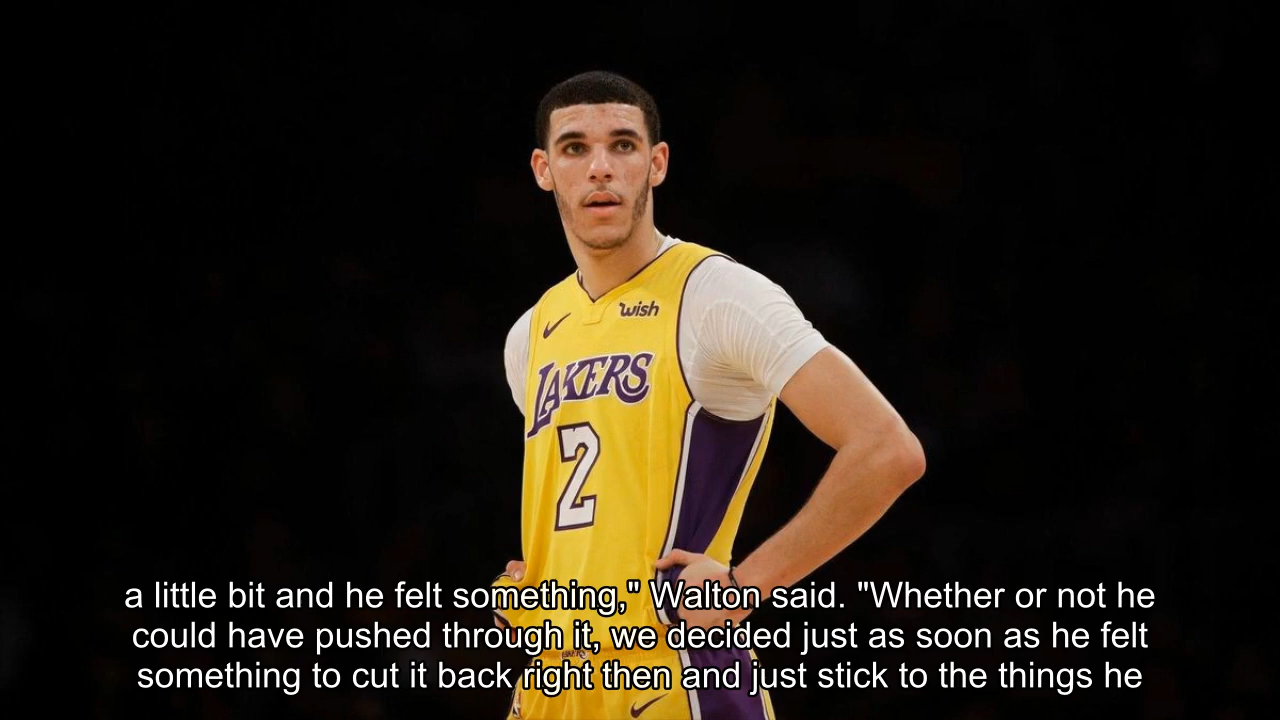 wish
LAKERS
2
a little bit and he felt something," Walton said. "Whether or not he
could have pushed through it, we decided just as soon as he felt
something to cut it back right then and just stick to the things he